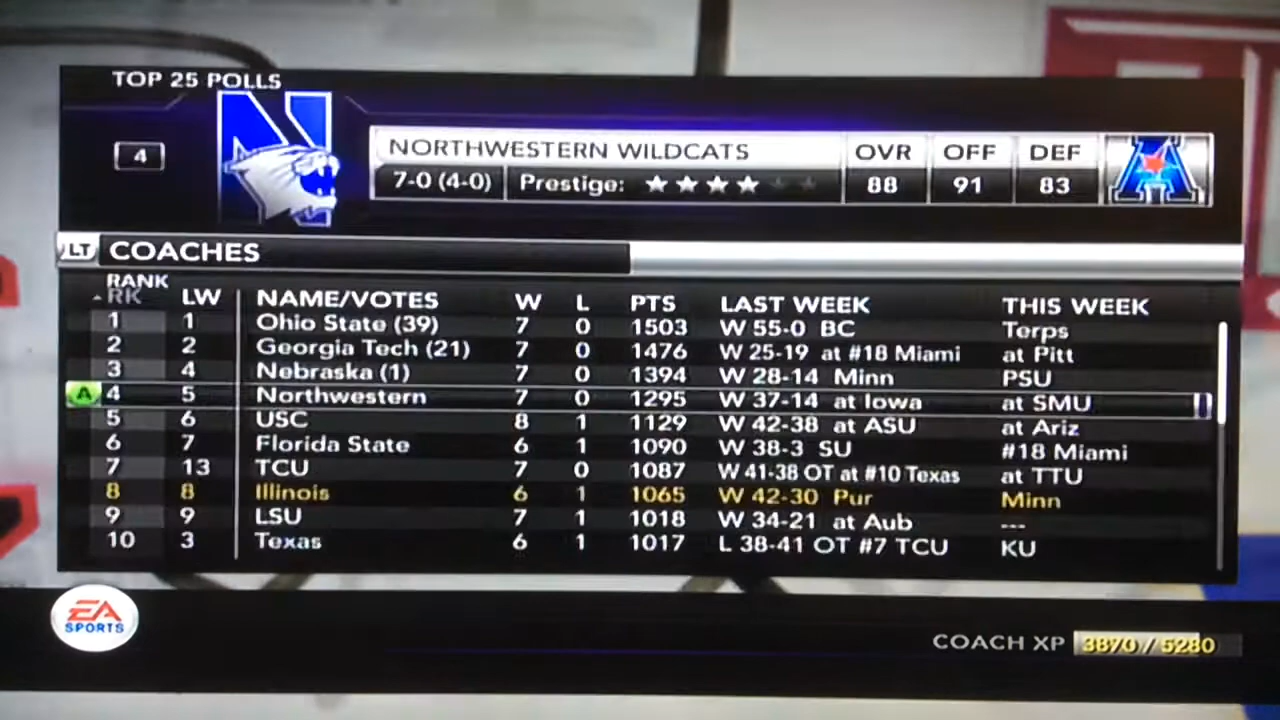 TOP 25 POLLS
4
NORTHWESTERN WILDCATS OVR OFF DEF
7-0 (4-0) Prestige: 88 91 83
LT COACHES
RANK
RK LW NAME/VOTES W L PTS LAST WEEK THIS WEEK
1 1 Ohio State (39) 7 0 1503 W 55-0 BC Terps
2 2 Georgia Tech (21) 7 0 1476 W 25-19 at #18 Miami at Pitt
3 4 Nebraska (1) 7 0 1394 W 28-14 Minn PSU
A 4 5 Northwestern 7 0 1295 W 37-14 at Iowa at SMU
5 6 USC 8 1 1129 W 42-38 at ASU at Ariz
6 7 Florida State 6 1 1090 W 38-3 SU #18 Miami
7 13 TCU 7 0 1087 W 41-38 OT at #10 Texas at TTU
8 8 Illinois 6 1 1065 W 42-30 Pur Minn
9 9 LSU 7 1 1018 W 34-21 at Aub ---
10 3 Texas 6 1 1017 L 38-41 OT #7 TCU KU
EA
SPORTS
COACH XP 3870 / 5280